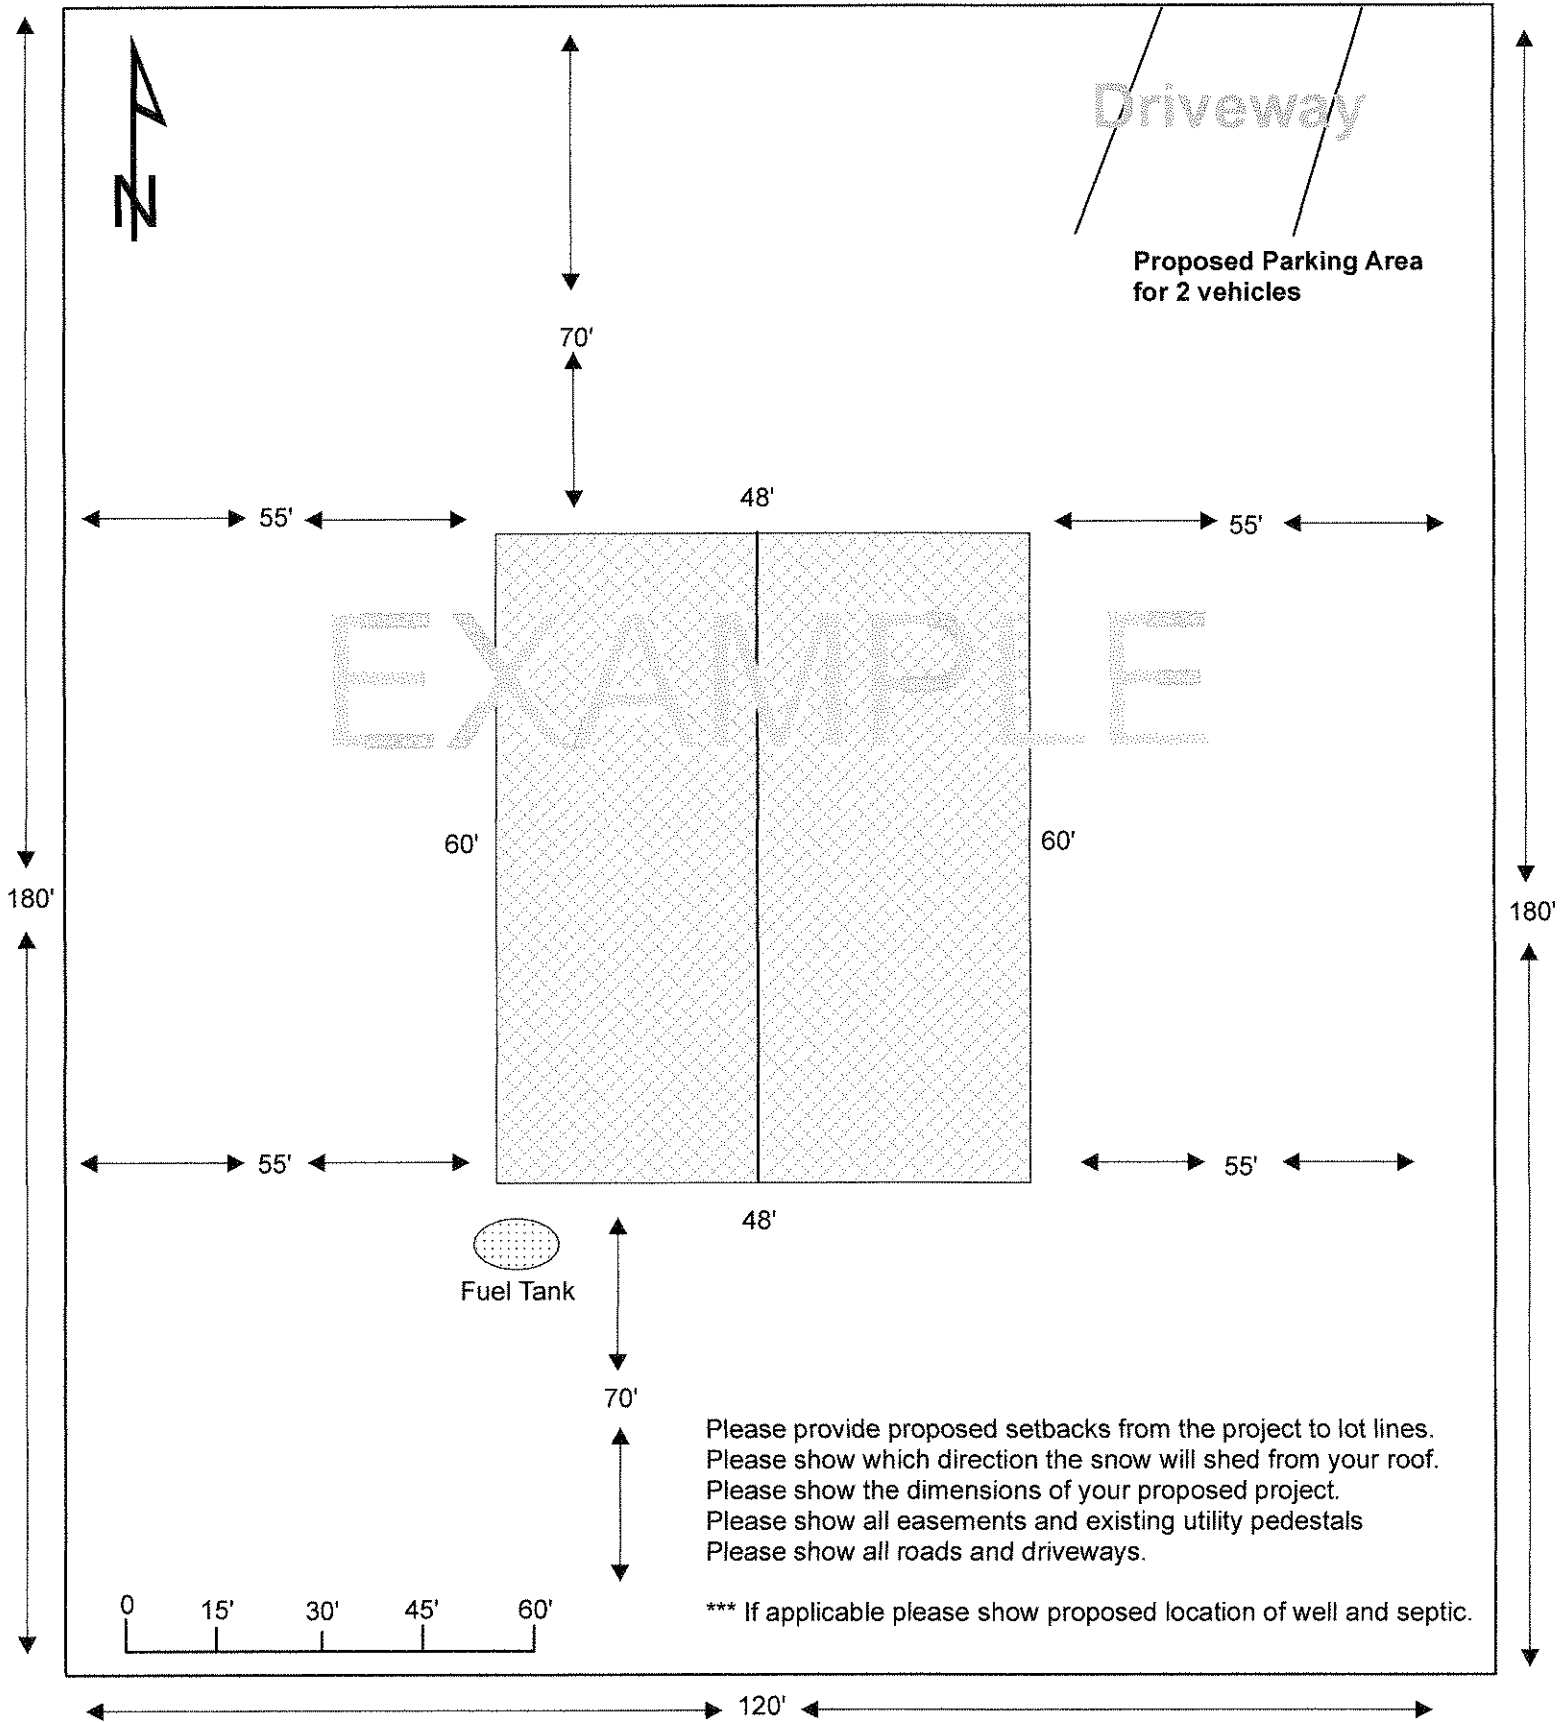 Driveway
N
Proposed Parking Area
for 2 vehicles
70'
48'
55'
55'
EXAMPLE
60'
60'
180'
180'
55'
55'
48'
Fuel Tank
70'
Please provide proposed setbacks from the project to lot lines.
Please show which direction the snow will shed from your roof.
Please show the dimensions of your proposed project.
Please show all easements and existing utility pedestals
Please show all roads and driveways.
0 15' 30' 45' 60'
*** If applicable please show proposed location of well and septic.
120'